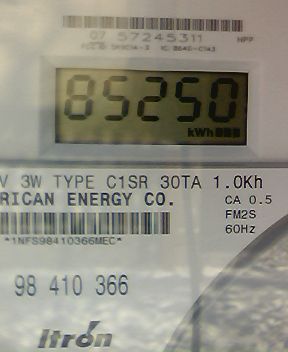 07 57245311
85250
kWh
V 3W TYPE C1SR 30TA 1.0Kh
RICAN ENERGY CO.
CA 0.5
FM2S
60Hz
*1NFS98410366MEC*
98 410 366
Itron